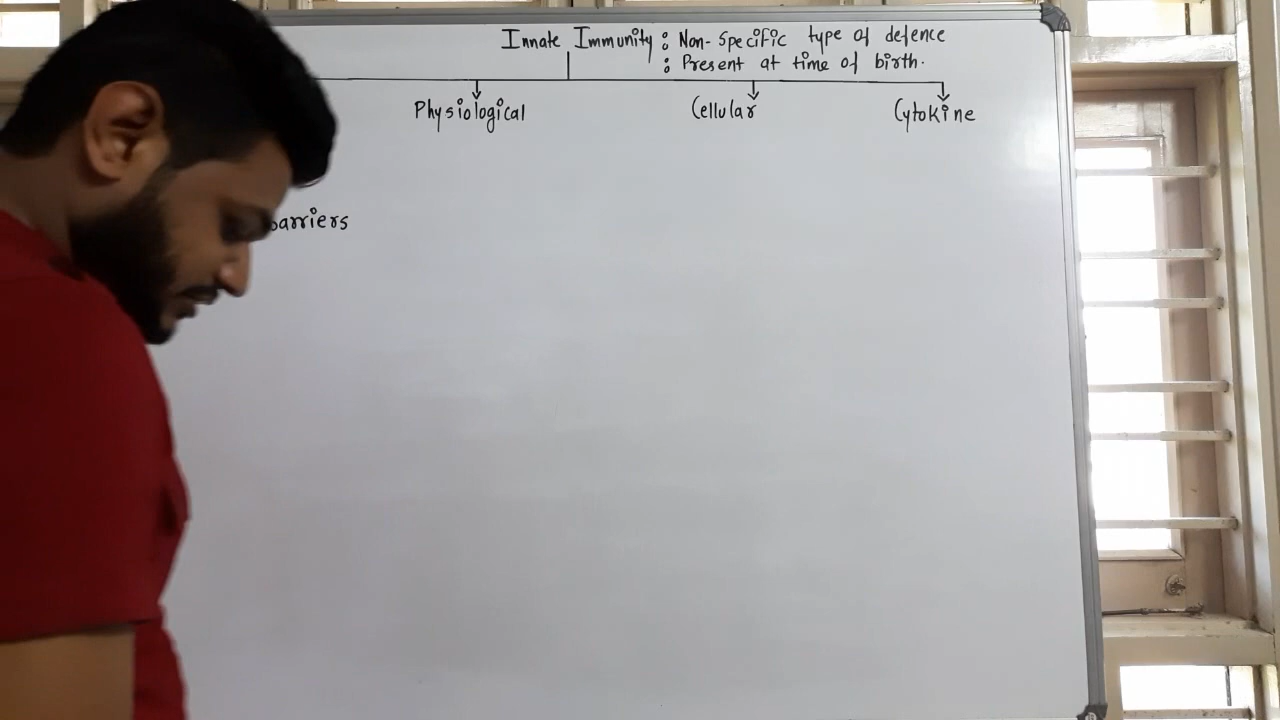 Innate Immunity : Non-Specific type of defence
: Present at time of birth.
Physiological Cellular Cytokine
barriers